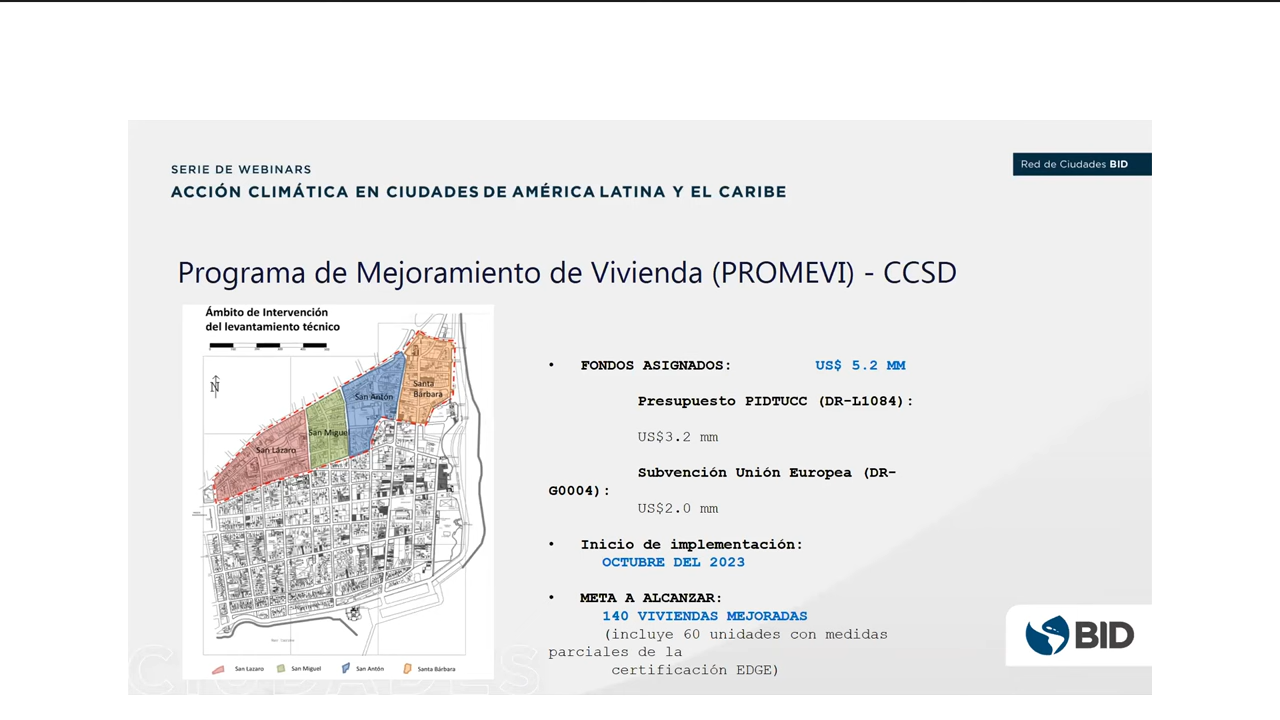 SERIE DE WEBINARS
ACCIÓN CLIMÁTICA EN CIUDADES DE AMÉRICA LATINA Y EL CARIBE
Red de Ciudades BID
Programa de Mejoramiento de Vivienda (PROMEVI) - CCSD
Ámbito de Intervención
del levantamiento técnico
N
Santa
Bárbara
San Antón
San Miguel
San Lázaro
Mar Caribe
San Lazaro
San Miguel
San Antón
Santa Bárbara
• FONDOS ASIGNADOS: US$ 5.2 MM
Presupuesto PIDTUCC (DR-L1084):
US$3.2 mm
Subvención Unión Europea (DR-
G0004):
US$2.0 mm
• Inicio de implementación:
OCTUBRE DEL 2023
• META A ALCANZAR:
140 VIVIENDAS MEJORADAS
(incluye 60 unidades con medidas
parciales de la
certificación EDGE)
BID
CIUDADES